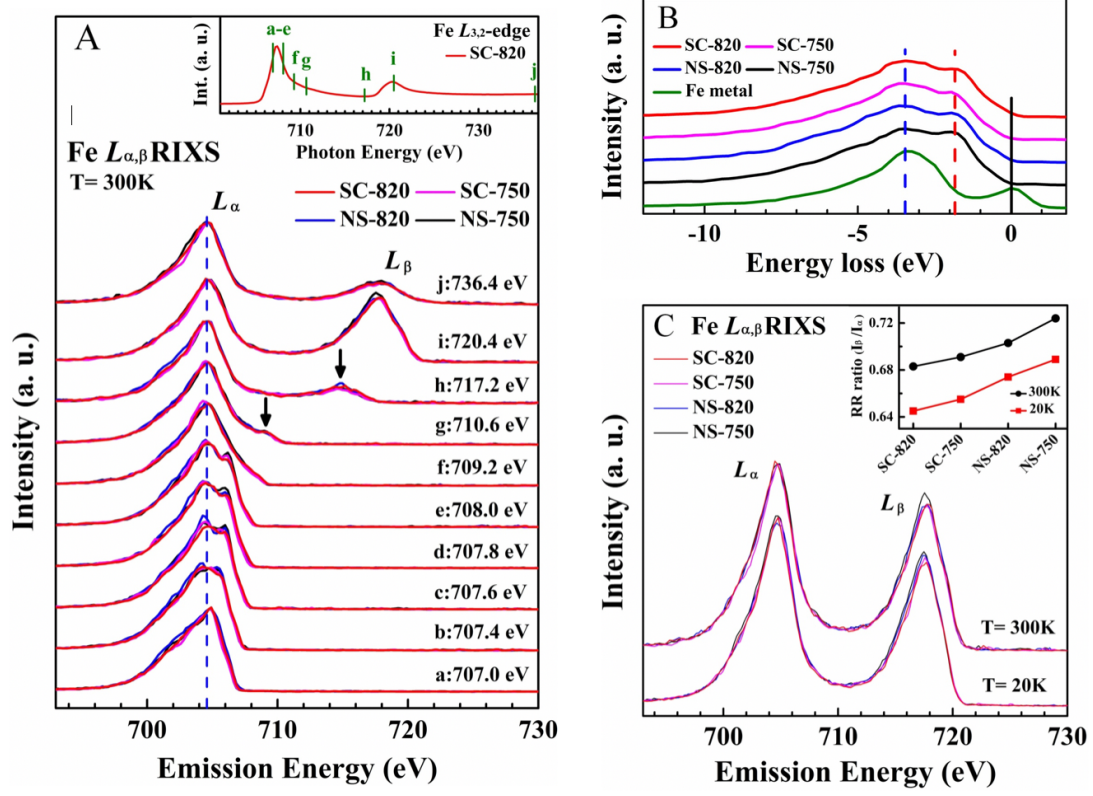 A
Fe L3,2-edge
SC-820
a-e
f
g
h
i
j
Int. (a. u.)
710
720
730
Photon Energy (eV)
Fe Lα,β RIXS
T= 300K
SC-820
SC-750
NS-820
NS-750
Lα
Lβ
j:736.4 eV
i:720.4 eV
h:717.2 eV
g:710.6 eV
f:709.2 eV
e:708.0 eV
d:707.8 eV
c:707.6 eV
b:707.4 eV
a:707.0 eV
Intensity (a. u.)
700
710
720
730
Emission Energy (eV)
B
SC-820
SC-750
NS-820
NS-750
Fe metal
Intensity (a. u.)
-10
-5
0
Energy loss (eV)
C
Fe Lα,β RIXS
SC-820
SC-750
NS-820
NS-750
RR ratio (Iβ/Iα)
0.72
0.68
0.64
300K
20K
SC-820
SC-750
NS-820
NS-750
Lα
Lβ
T= 300K
T= 20K
Intensity (a. u.)
700
710
720
730
Emission Energy (eV)